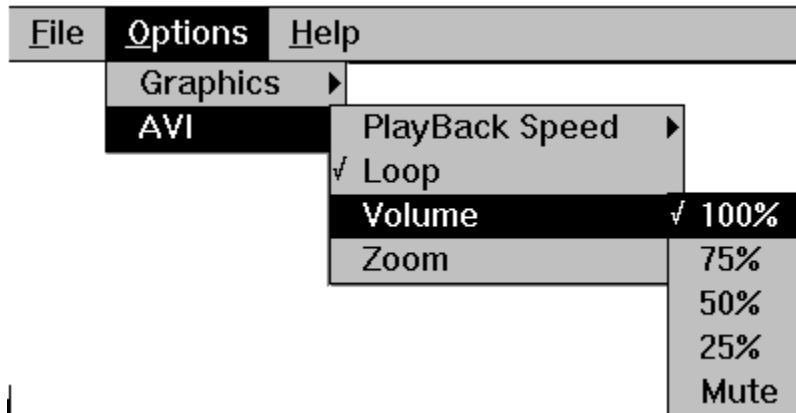 File Options Help
Graphics
AVI
PlayBack Speed
√ Loop
Volume √ 100%
Zoom 75%
50%
25%
Mute